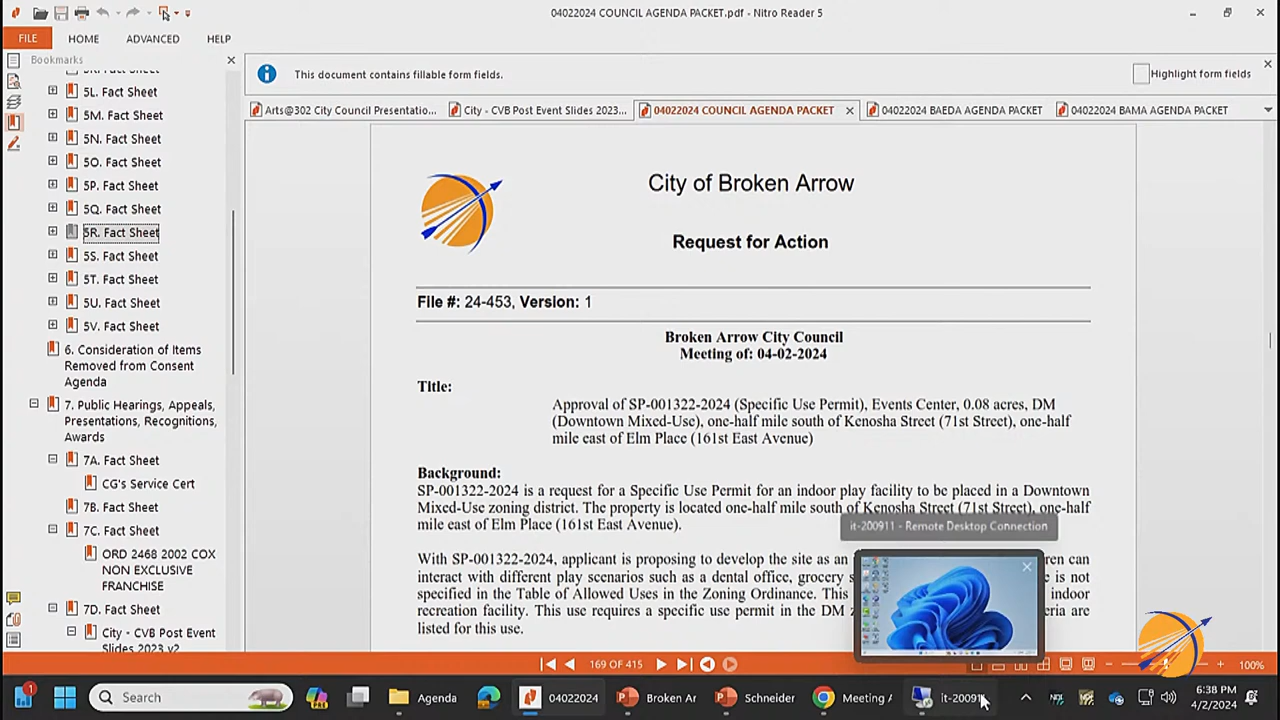 04022024 COUNCIL AGENDA PACKET.pdf - Nitro Reader 5
FILE HOME ADVANCED HELP
Bookmarks
This document contains fillable form fields.
Highlight form fields
Arts@302 City Council Presentatio...
City - CVB Post Event Slides 2023...
04022024 COUNCIL AGENDA PACKET
04022024 BAEDA AGENDA PACKET
04022024 BAMA AGENDA PACKET
5L. Fact Sheet
5M. Fact Sheet
5N. Fact Sheet
5O. Fact Sheet
5P. Fact Sheet
5Q. Fact Sheet
5R. Fact Sheet
5S. Fact Sheet
5T. Fact Sheet
5U. Fact Sheet
5V. Fact Sheet
6. Consideration of Items
Removed from Consent
Agenda
7. Public Hearings, Appeals,
Presentations, Recognitions,
Awards
7A. Fact Sheet
CG's Service Cert
7B. Fact Sheet
7C. Fact Sheet
ORD 2468 2002 COX
NON EXCLUSIVE
FRANCHISE
7D. Fact Sheet
City - CVB Post Event
Slides 2023 v2
City of Broken Arrow
Request for Action
File #: 24-453, Version: 1
Broken Arrow City Council
Meeting of: 04-02-2024
Title:
Approval of SP-001322-2024 (Specific Use Permit), Events Center, 0.08 acres, DM
(Downtown Mixed-Use), one-half mile south of Kenosha Street (71st Street), one-half
mile east of Elm Place (161st East Avenue)
Background:
SP-001322-2024 is a request for a Specific Use Permit for an indoor play facility to be placed in a Downtown
Mixed-Use zoning district. The property is located one-half mile south of Kenosha Street (71st Street), one-half
mile east of Elm Place (161st East Avenue).
it-200911 - Remote Desktop Connection
With SP-001322-2024, applicant is proposing to develop the site as an
interact with different play scenarios such as a dental office, grocery
is not
specified in the Table of Allowed Uses in the Zoning Ordinance. This
indoor
recreation facility. This use requires a specific use permit in the DM
are
listed for this use.
169 OF 415
100%
1
Search
Agenda
04022024
Broken Ar
Schneider
Meeting A
it-20091
6:38 PM
4/2/2024